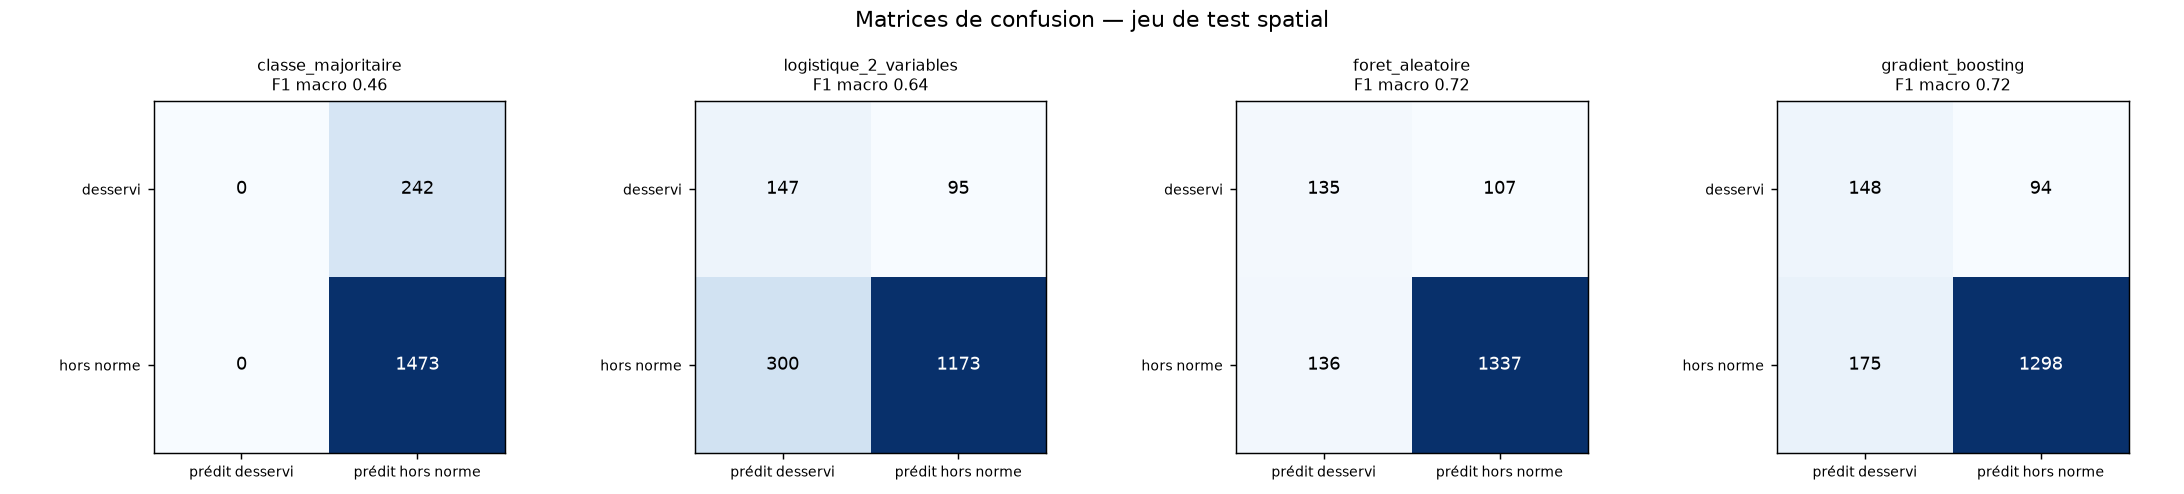 Matrices de confusion — jeu de test spatial
classe_majoritaire
F1 macro 0.46
desservi
0
242
hors norme
0
1473
prédit desservi
prédit hors norme
logistique_2_variables
F1 macro 0.64
desservi
147
95
hors norme
300
1173
prédit desservi
prédit hors norme
foret_aleatoire
F1 macro 0.72
desservi
135
107
hors norme
136
1337
prédit desservi
prédit hors norme
gradient_boosting
F1 macro 0.72
desservi
148
94
hors norme
175
1298
prédit desservi
prédit hors norme